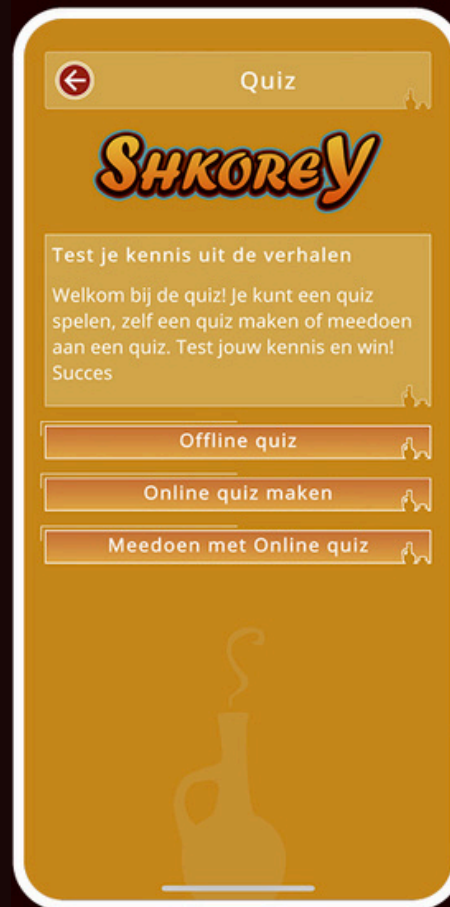 Quiz
SHKOREY
Test je kennis uit de verhalen
Welkom bij de quiz! Je kunt een quiz
spelen, zelf een quiz maken of meedoen
aan een quiz. Test jouw kennis en win!
Succes
Offline quiz
Online quiz maken
Meedoen met Online quiz